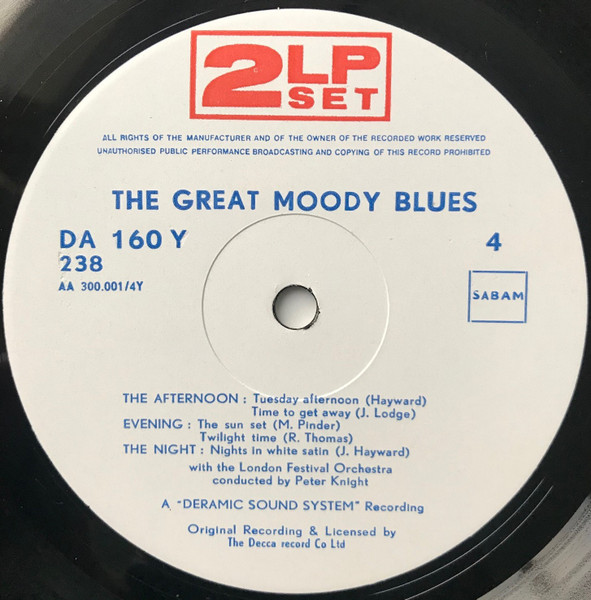 2 LP SET
ALL RIGHTS OF THE MANUFACTURER AND OF THE OWNER OF THE RECORDED WORK RESERVED
UNAUTHORISED PUBLIC PERFORMANCE BROADCASTING AND COPYING OF THIS RECORD PROHIBITED
THE GREAT MOODY BLUES
DA 160 Y
4
238
AA 300.001/4Y
SABAM
THE AFTERNOON : Tuesday afternoon (Hayward)
Time to get away (J. Lodge)
EVENING : The sun set (M. Pinder)
Twilight time (R. Thomas)
THE NIGHT : Nights in white satin (J. Hayward)
with the London Festival Orchestra
conducted by Peter Knight
A "DERAMIC SOUND SYSTEM" Recording
Original Recording & Licensed by
The Decca record Co Ltd